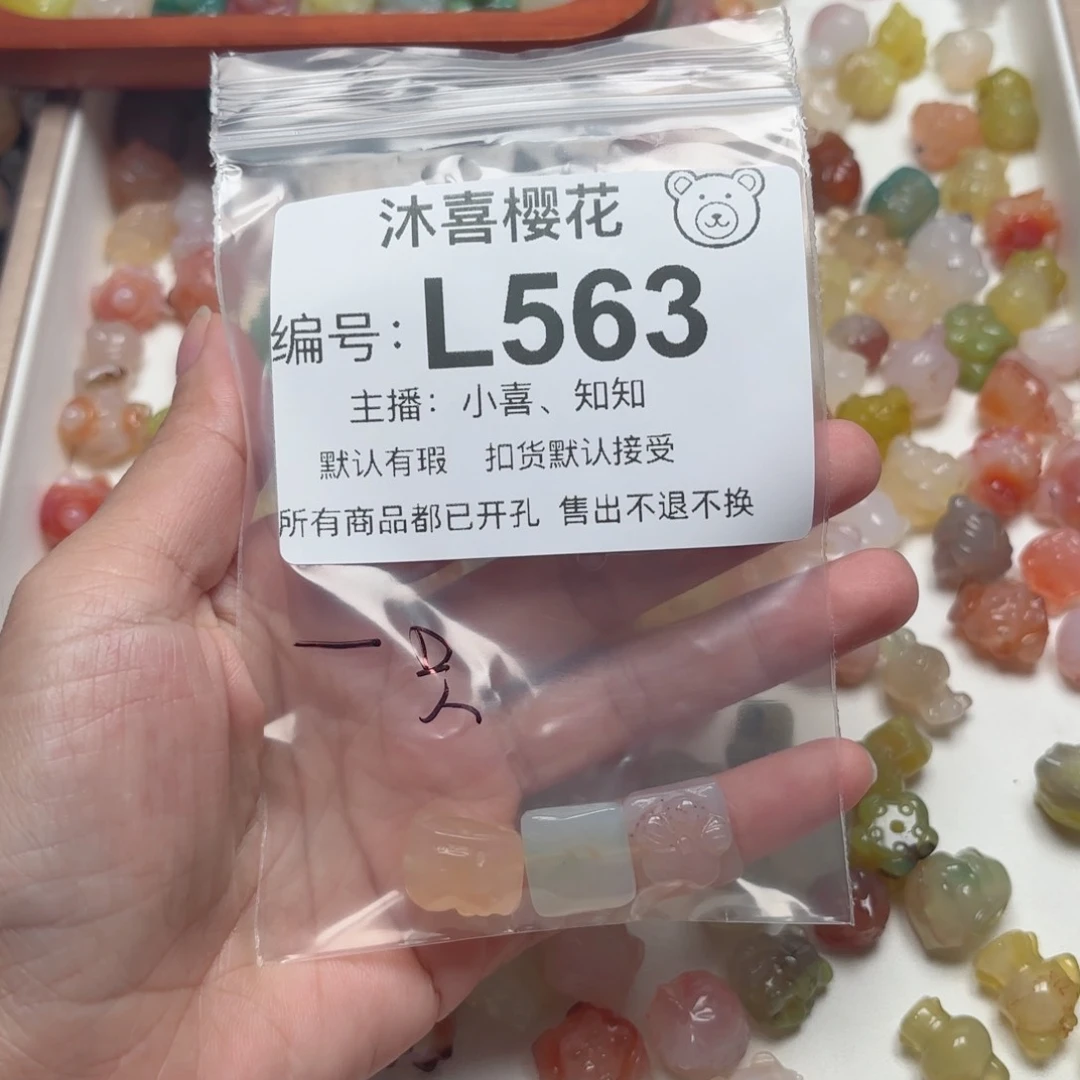 沐喜樱花
编号：L563
主播：小喜、知知
默认有瑕 扣货默认接受
所有商品都已开孔 售出不退不换